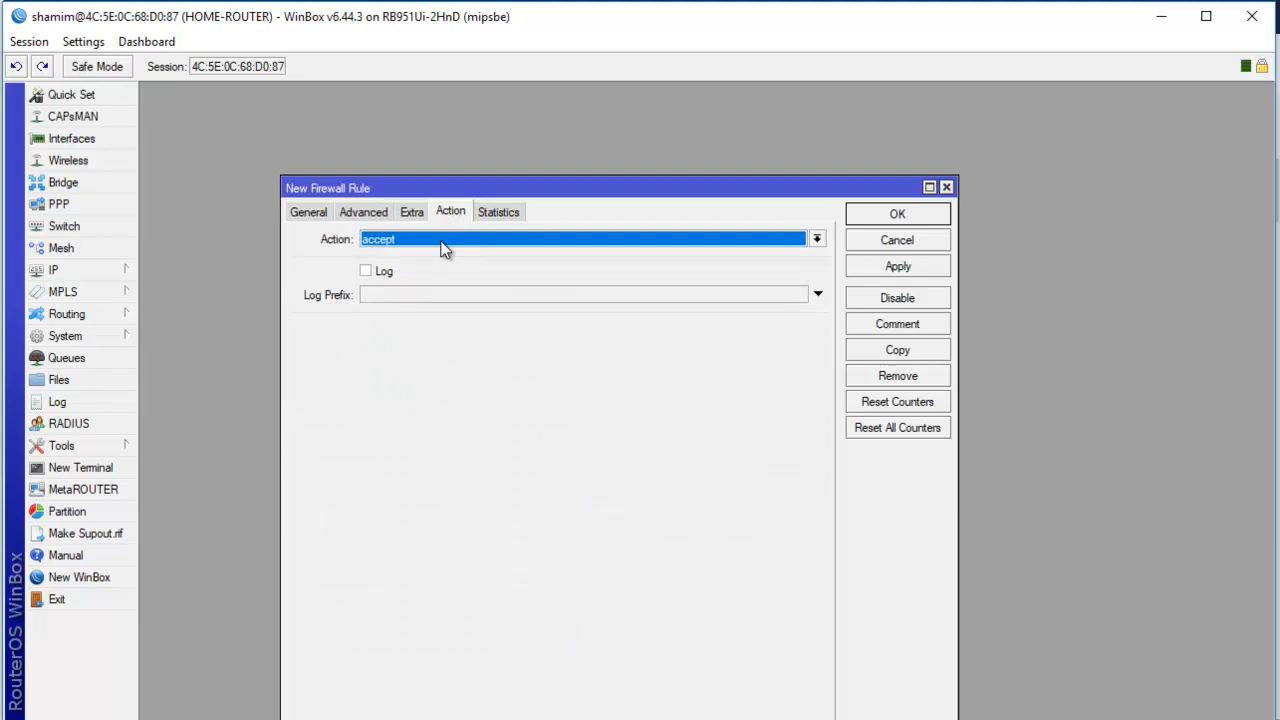 shamim@4C:5E:0C:68:D0:87 (HOME-ROUTER) - WinBox v6.44.3 on RB951Ui-2HnD (mipsbe)
Session Settings Dashboard
Safe Mode Session: 4C:5E:0C:68:D0:87
Quick Set
CAPsMAN
Interfaces
Wireless
Bridge
PPP
Switch
Mesh
IP
MPLS
Routing
System
Queues
Files
Log
RADIUS
Tools
New Terminal
MetaROUTER
Partition
Make Supout.rif
Manual
New WinBox
Exit
RouterOS WinBox
New Firewall Rule
General Advanced Extra Action Statistics
Action: accept
Log
Log Prefix:
OK
Cancel
Apply
Disable
Comment
Copy
Remove
Reset Counters
Reset All Counters